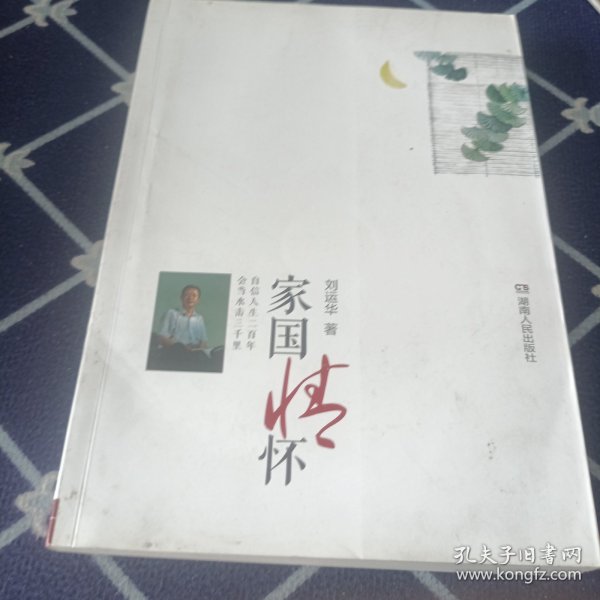 家国情怀
刘运华 著
自信人生二百年
会当水击三千里
湖南人民出版社
孔夫子旧书网
www.kongfz.com